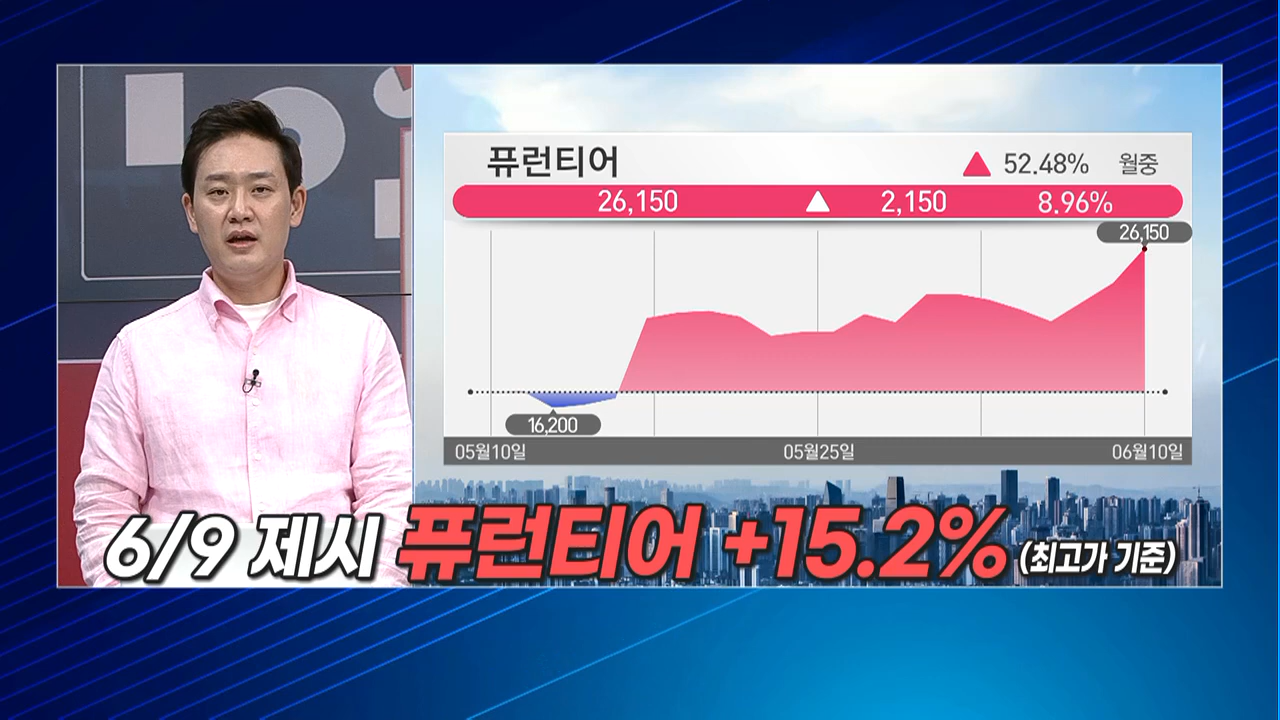 퓨런티어
▲ 52.48% 월중
26,150 ▲ 2,150 8.96%
26,150
16,200
05월10일 05월25일 06월10일
6/9 제시 퓨런티어 +15.2% (최고가 기준)